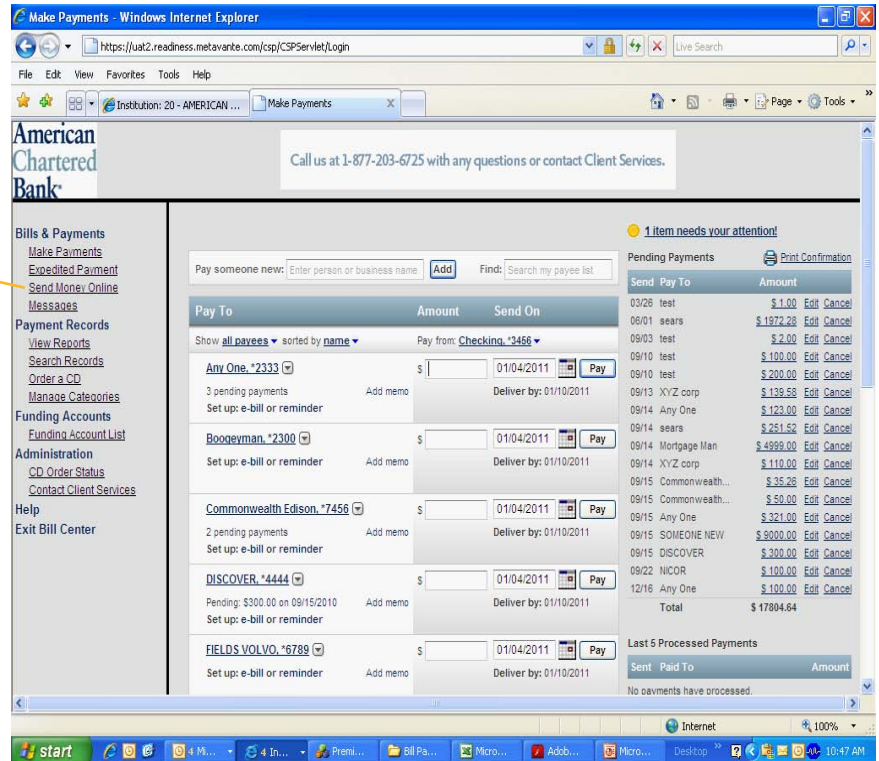 Make Payments - Windows Internet Explorer
https://uat2.readiness.metavante.com/csp/CSPServlet/Login
Live Search
File Edit View Favorites Tools Help
Institution: 20 - AMERICAN ... Make Payments X Page Tools »
American
Chartered
Bank
Call us at 1-877-203-6725 with any questions or contact Client Services.
Bills & Payments
Make Payments
Expedited Payment
Send Money Online
Messages
Payment Records
View Reports
Search Records
Order a CD
Manage Categories
Funding Accounts
Funding Account List
Administration
CD Order Status
Contact Client Services
Help
Exit Bill Center
Pay someone new: Enter person or business name Add Find: Search my payee list
Pay To Amount Send On
Show all payees sorted by name Pay from: Checking, *3456
Any One, *2333 $ 01/04/2011 Pay
3 pending payments Add memo Deliver by: 01/10/2011
Set up: e-bill or reminder
Boogeyman, *2300 $ 01/04/2011 Pay
Set up: e-bill or reminder Add memo Deliver by: 01/10/2011
Commonwealth Edison, *7456 $ 01/04/2011 Pay
2 pending payments Add memo Deliver by: 01/10/2011
Set up: e-bill or reminder
DISCOVER, *4444 $ 01/04/2011 Pay
Pending: $300.00 on 09/15/2010 Add memo Deliver by: 01/10/2011
Set up: e-bill or reminder
FIELDS VOLVO, *6789 $ 01/04/2011 Pay
Set up: e-bill or reminder Add memo Deliver by: 01/10/2011
1 item needs your attention!
Pending Payments Print Confirmation
Send Pay To Amount
03/26 test $ 1.00 Edit Cancel
06/01 sears $ 1972.28 Edit Cancel
09/03 test $ 2.00 Edit Cancel
09/10 test $ 100.00 Edit Cancel
09/10 test $ 200.00 Edit Cancel
09/13 XYZ corp $ 139.58 Edit Cancel
09/14 Any One $ 123.00 Edit Cancel
09/14 sears $ 251.52 Edit Cancel
09/14 Mortgage Man $ 4999.00 Edit Cancel
09/14 XYZ corp $ 110.00 Edit Cancel
09/15 Commonwealth... $ 35.26 Edit Cancel
09/15 Commonwealth... $ 50.00 Edit Cancel
09/15 Any One $ 321.00 Edit Cancel
09/15 SOMEONE NEW $ 9000.00 Edit Cancel
09/15 DISCOVER $ 300.00 Edit Cancel
09/22 NICOR $ 100.00 Edit Cancel
12/16 Any One $ 100.00 Edit Cancel
Total $ 17804.64
Last 5 Processed Payments
Sent Paid To Amount
No payments have processed.
Internet 100%
start 4 Mi... 4 In... Premi... Bill Pa... Micro... Adob... Micro... Desktop » 10:47 AM